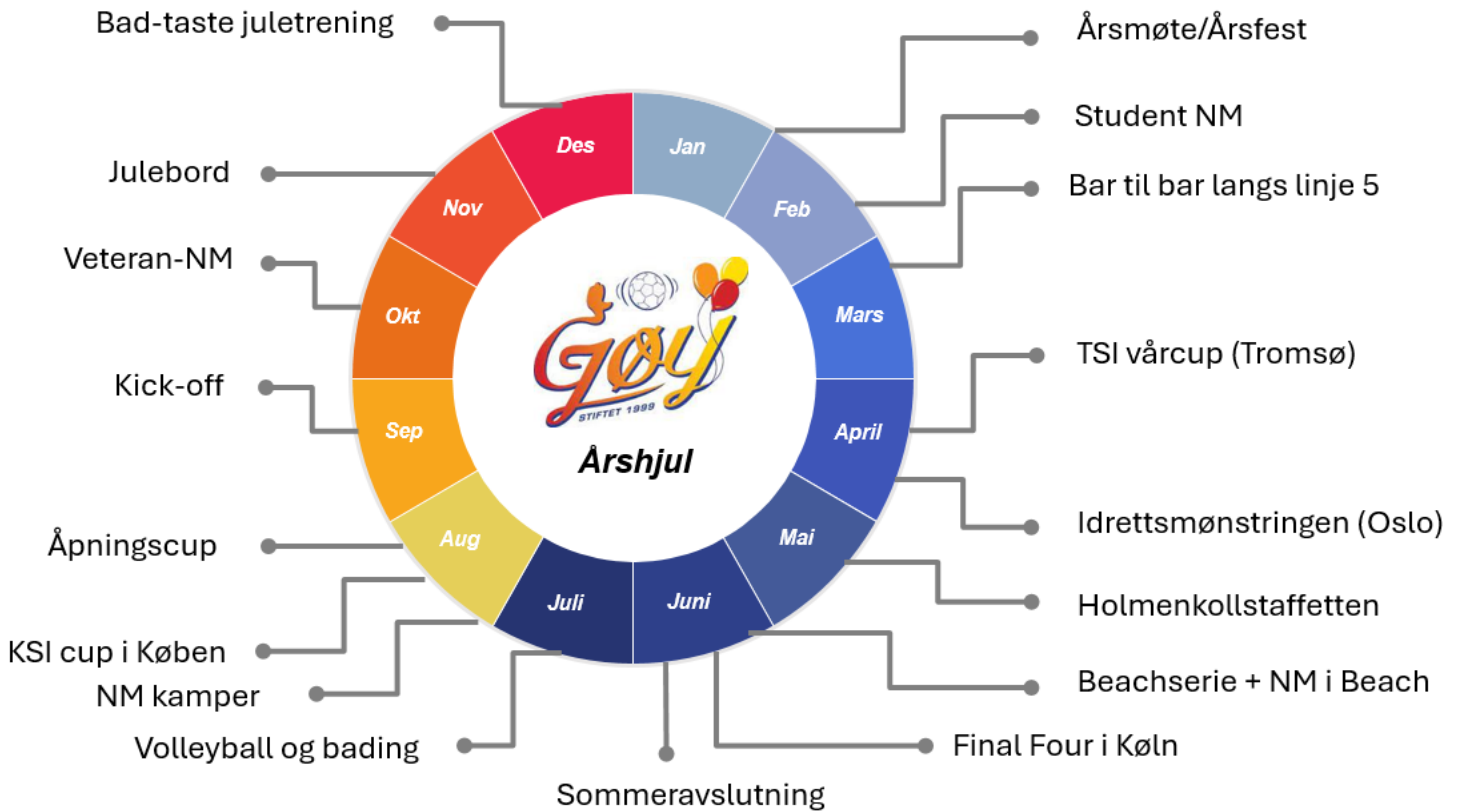 Bad-taste juletrening
Årsmøte/Årsfest
Student NM
Bar til bar langs linje 5
TSI vårcup (Tromsø)
Idrettsmønstringen (Oslo)
Holmenkollstaffetten
Beachserie + NM i Beach
Final Four i Køln
Sommeravslutning
Volleyball og bading
NM kamper
KSI cup i Køben
Åpningscup
Kick-off
Veteran-NM
Julebord
Jan
Feb
Mars
April
Mai
Juni
Juli
Aug
Sep
Okt
Nov
Des
Gøy
STIFTET 1999
Årshjul